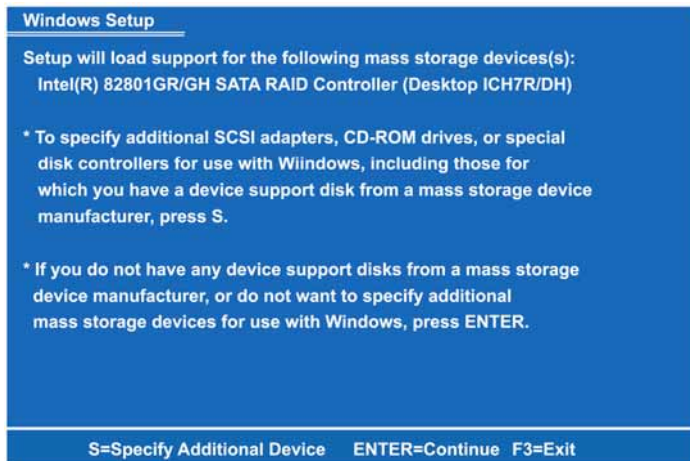 Windows Setup
Setup will load support for the following mass storage devices(s):
Intel(R) 82801GR/GH SATA RAID Controller (Desktop ICH7R/DH)
* To specify additional SCSI adapters, CD-ROM drives, or special
disk controllers for use with Wiindows, including those for
which you have a device support disk from a mass storage device
manufacturer, press S.
* If you do not have any device support disks from a mass storage
device manufacturer, or do not want to specify additional
mass storage devices for use with Windows, press ENTER.
S=Specify Additional Device ENTER=Continue F3=Exit